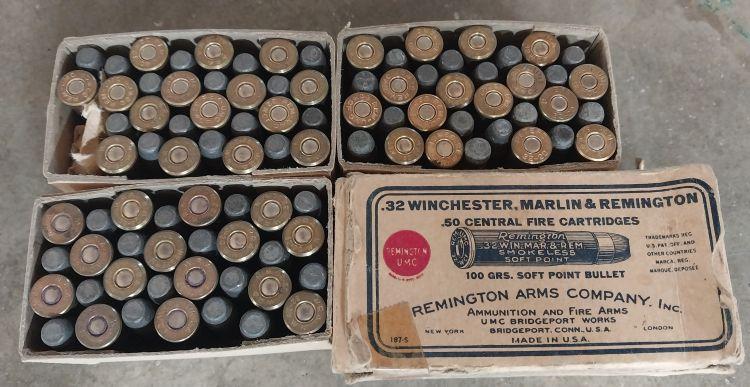 .32 WINCHESTER, MARLIN & REMINGTON
.50 CENTRAL FIRE CARTRIDGES
REMINGTON
UMC
Remington
.32 WIN. MAR & REM.
SMOKELESS
SOFT POINT
TRADEMARKS REG.
U.S. PAT. OFF. AND
OTHER COUNTRIES
MARCA. REG.
MARQUE DEPOSEE
100 GRS. SOFT POINT BULLET
REMINGTON ARMS COMPANY, Inc.
AMMUNITION AND FIRE ARMS
UMC BRIDGEPORT WORKS
NEW YORK BRIDGEPORT, CONN., U.S.A. LONDON
187-S MADE IN U.S.A.